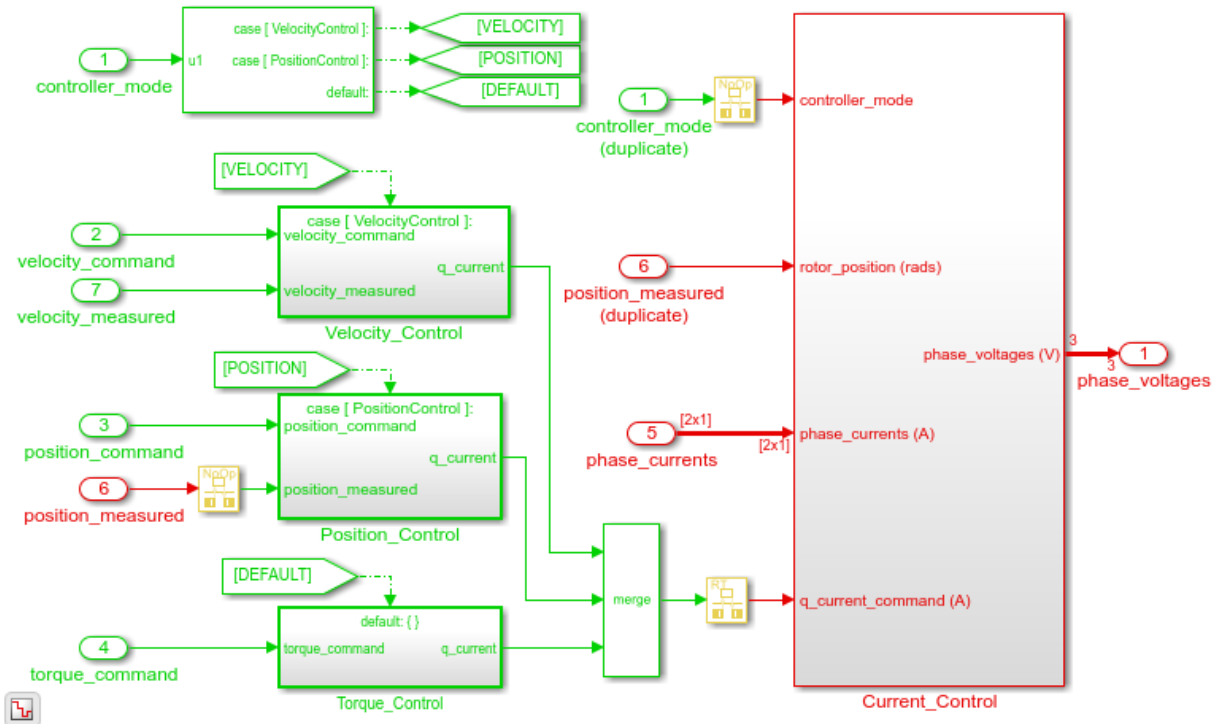 case [ VelocityControl ]:
[VELOCITY]
1
u1
case [ PositionControl ]:
[POSITION]
controller_mode
default:
[DEFAULT]
1
NoOp
controller_mode
controller_mode
(duplicate)
[VELOCITY]
case [ VelocityControl ]:
2
velocity_command
velocity_command
q_current
7
velocity_measured
velocity_measured
Velocity_Control
6
rotor_position (rads)
position_measured
(duplicate)
phase_voltages (V)
3
3
1
phase_voltages
[POSITION]
case [ PositionControl ]:
3
position_command
position_command
q_current
6
NoOp
position_measured
position_measured
Position_Control
5
[2x1]
[2x1]
phase_currents (A)
phase_currents
[DEFAULT]
default: { }
4
torque_command
q_current
torque_command
Torque_Control
merge
RT
q_current_command (A)
Current_Control